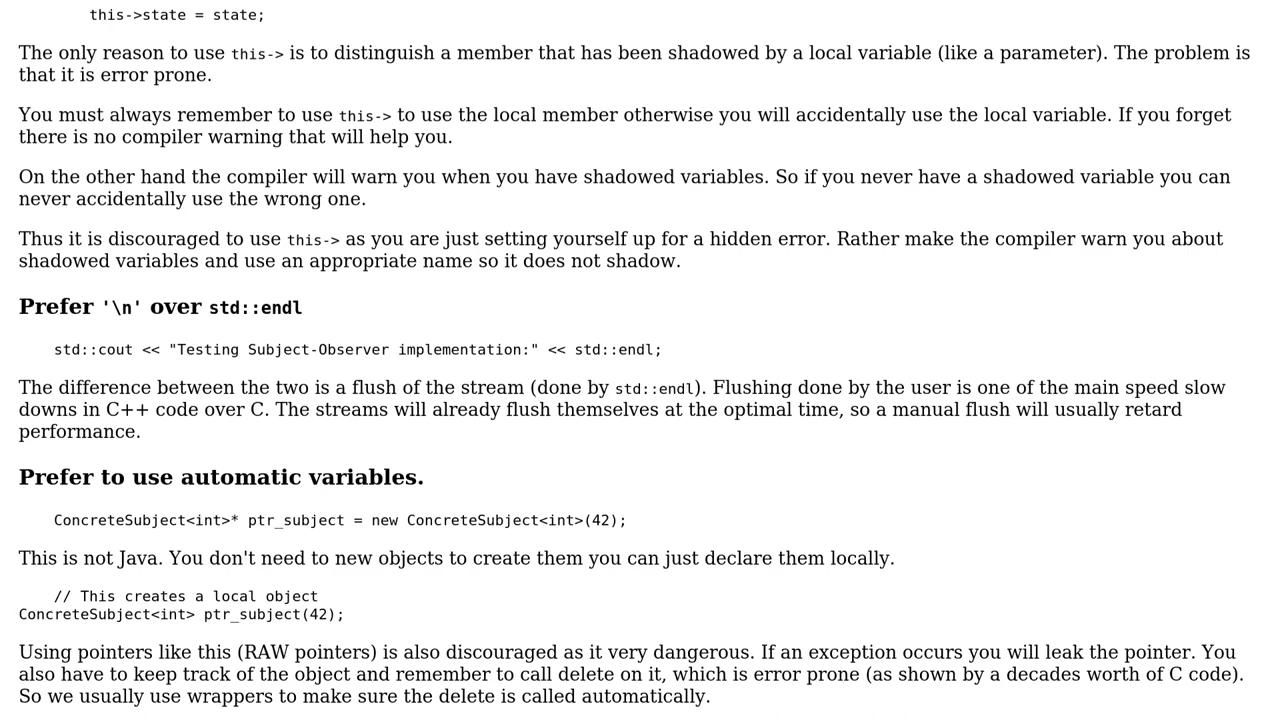 this->state = state;
The only reason to use this-> is to distinguish a member that has been shadowed by a local variable (like a parameter). The problem is
that it is error prone.
You must always remember to use this-> to use the local member otherwise you will accidentally use the local variable. If you forget
there is no compiler warning that will help you.
On the other hand the compiler will warn you when you have shadowed variables. So if you never have a shadowed variable you can
never accidentally use the wrong one.
Thus it is discouraged to use this-> as you are just setting yourself up for a hidden error. Rather make the compiler warn you about
shadowed variables and use an appropriate name so it does not shadow.
Prefer '\n' over std::endl
std::cout << "Testing Subject-Observer implementation:" << std::endl;
The difference between the two is a flush of the stream (done by std::endl). Flushing done by the user is one of the main speed slow
downs in C++ code over C. The streams will already flush themselves at the optimal time, so a manual flush will usually retard
performance.
Prefer to use automatic variables.
ConcreteSubject<int>* ptr_subject = new ConcreteSubject<int>(42);
This is not Java. You don't need to new objects to create them you can just declare them locally.
// This creates a local object
ConcreteSubject<int> ptr_subject(42);
Using pointers like this (RAW pointers) is also discouraged as it very dangerous. If an exception occurs you will leak the pointer. You
also have to keep track of the object and remember to call delete on it, which is error prone (as shown by a decades worth of C code).
So we usually use wrappers to make sure the delete is called automatically.